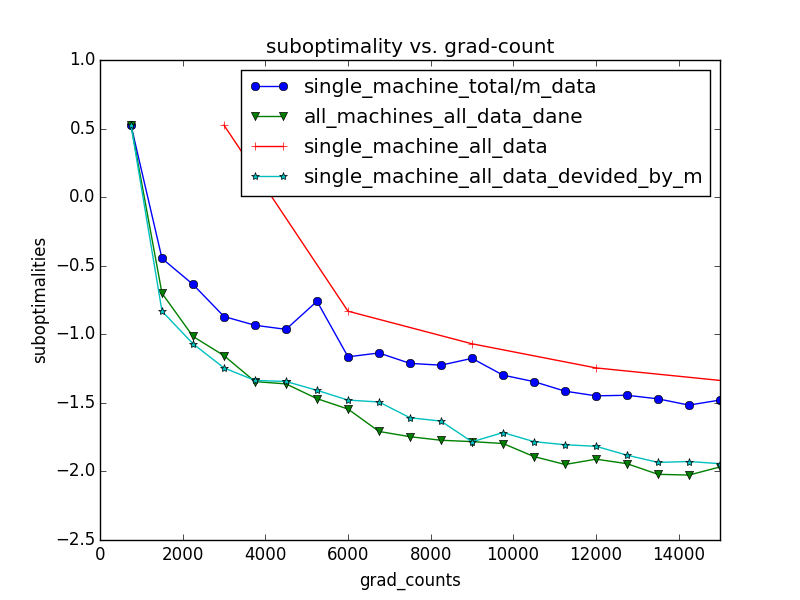 suboptimality vs. grad-count
1.0
0.5
0.0
−0.5
−1.0
−1.5
−2.0
−2.5
suboptimalities
single_machine_total/m_data
all_machines_all_data_dane
single_machine_all_data
single_machine_all_data_devided_by_m
0 2000 4000 6000 8000 10000 12000 14000
grad_counts